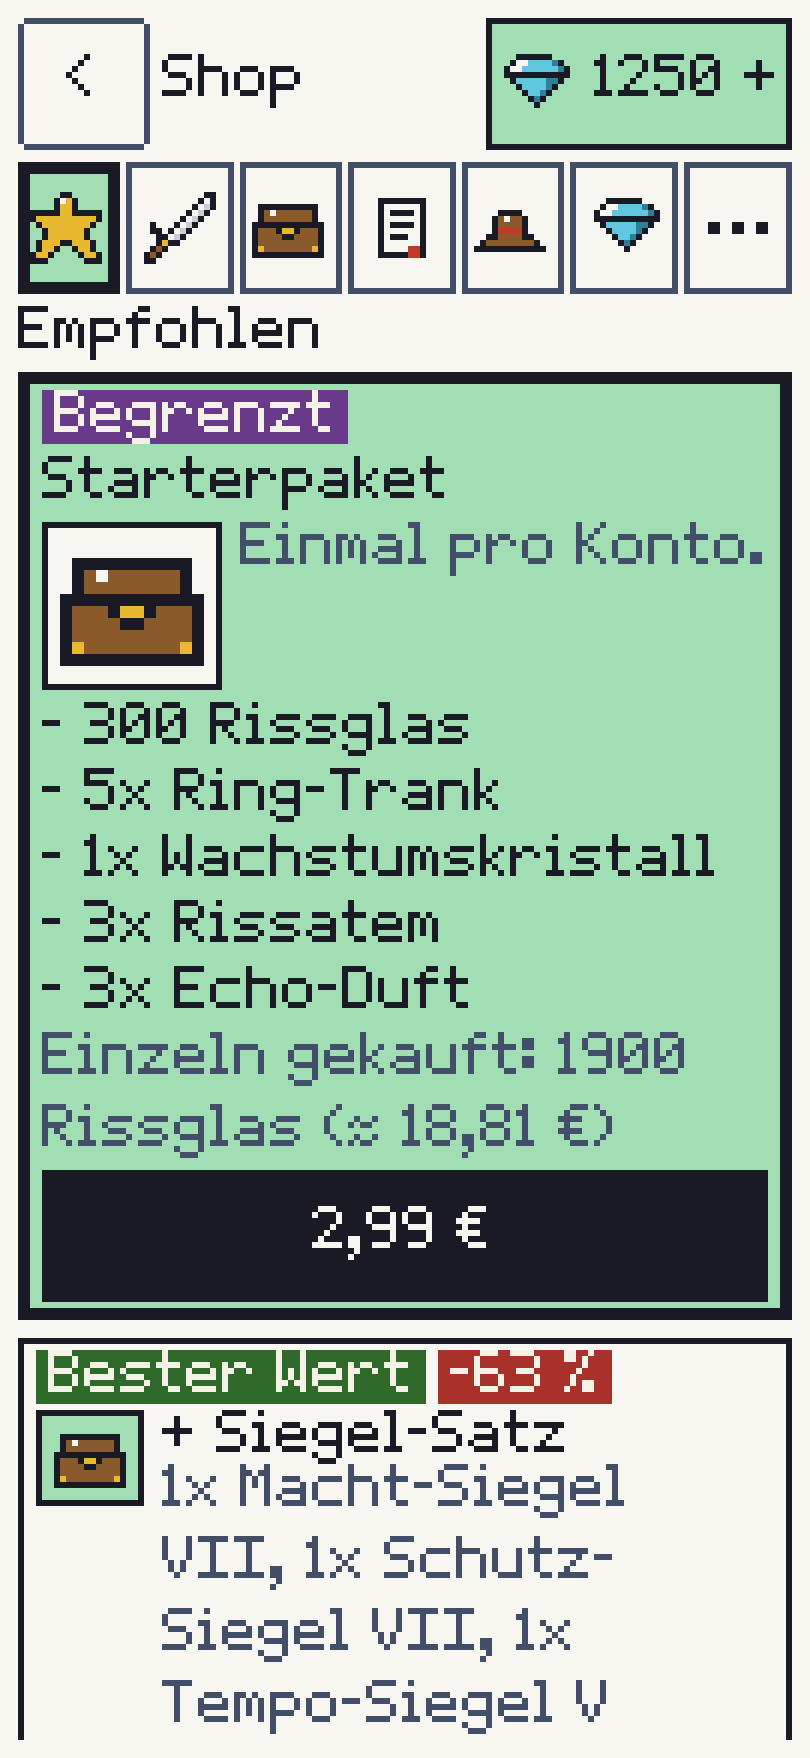 < Shop 1250 +
...
Empfohlen
Begrenzt
Starterpaket
Einmal pro Konto.
- 300 Rissglas
- 5x Ring-Trank
- 1x Wachstumskristall
- 3x Rissatem
- 3x Echo-Duft
Einzeln gekauft: 1900
Rissglas (≈ 18,81 €)
2,99 €
Bester Wert -63 %
+ Siegel-Satz
1x Macht-Siegel
VII, 1x Schutz-
Siegel VII, 1x
Tempo-Siegel V